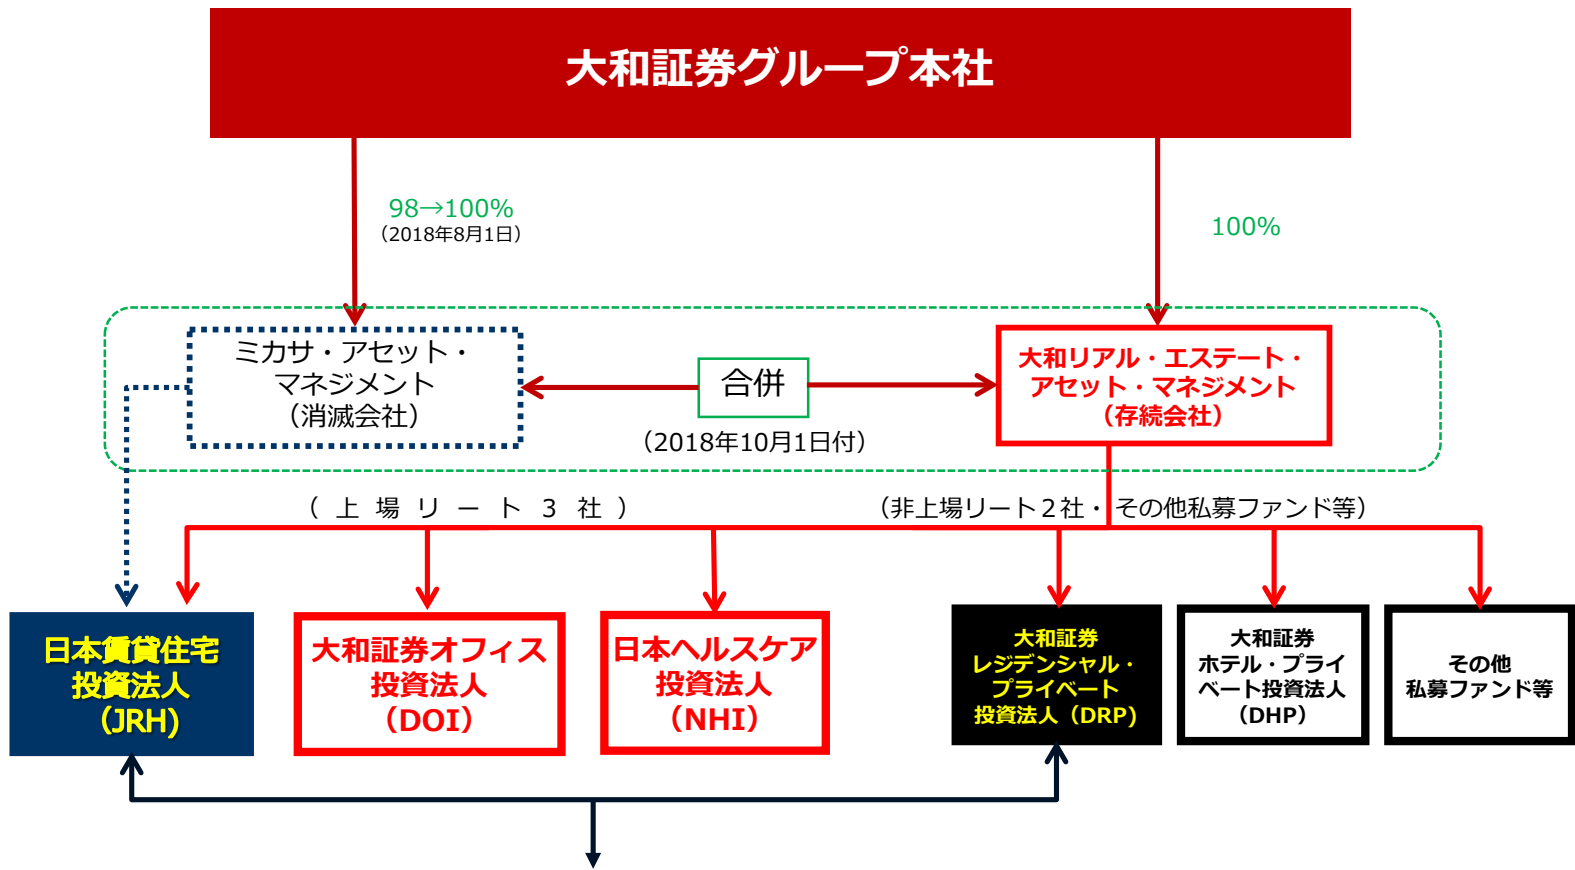 大和証券グループ本社
98→100%
（2018年8月1日）
100%
ミカサ・アセット・
マネジメント
（消滅会社）
合併
（2018年10月1日付）
大和リアル・エステート・
アセット・マネジメント
（存続会社）
（上場リート３社）
（非上場リート２社・その他私募ファンド等）
日本賃貸住宅
投資法人
（JRH)
大和証券オフィス
投資法人
（DOI）
日本ヘルスケア
投資法人
（NHI）
大和証券
レジデンシャル・
プライベート
投資法人（DRP)
大和証券
ホテル・プライ
ベート投資法人
（DHP）
その他
私募ファンド等